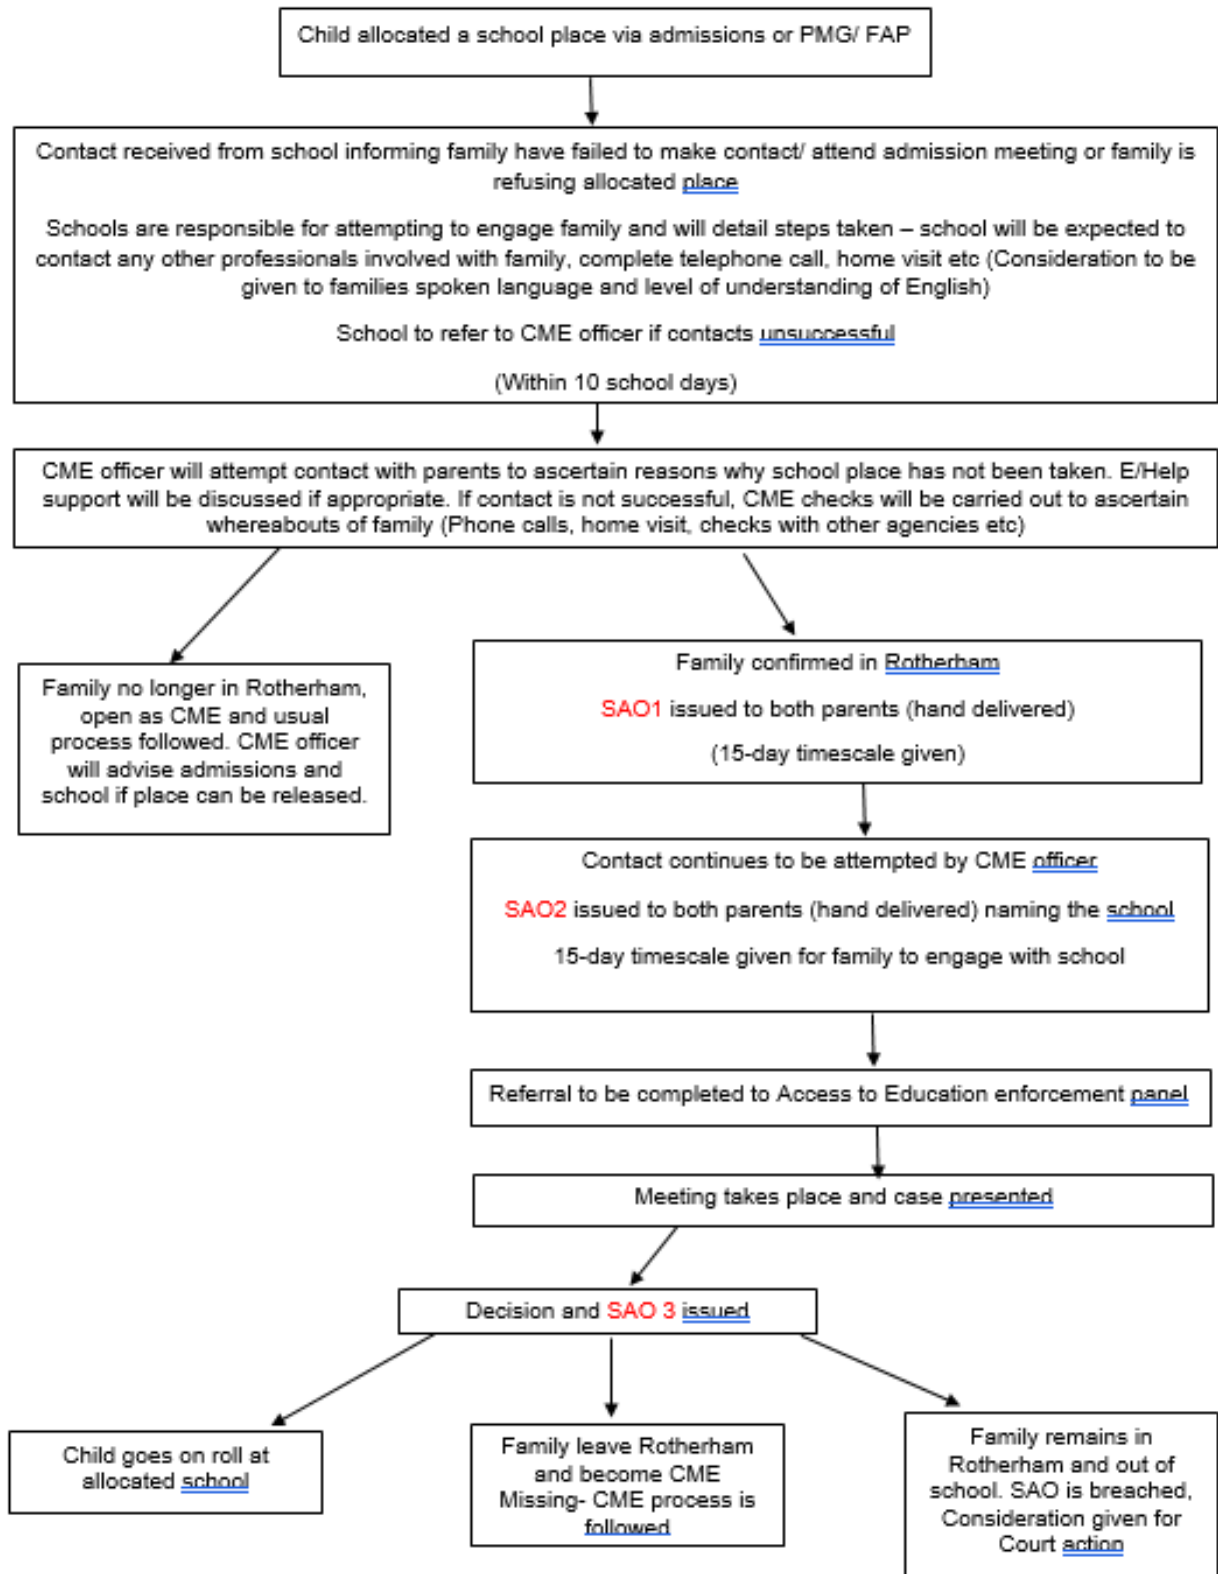 Child allocated a school place via admissions or PMG/ FAP
Contact received from school informing family have failed to make contact/ attend admission meeting or family is
refusing allocated place
Schools are responsible for attempting to engage family and will detail steps taken – school will be expected to
contact any other professionals involved with family, complete telephone call, home visit etc (Consideration to be
given to families spoken language and level of understanding of English)
School to refer to CME officer if contacts unsuccessful
(Within 10 school days)
CME officer will attempt contact with parents to ascertain reasons why school place has not been taken. E/Help
support will be discussed if appropriate. If contact is not successful, CME checks will be carried out to ascertain
whereabouts of family (Phone calls, home visit, checks with other agencies etc)
Family no longer in Rotherham,
open as CME and usual
process followed. CME officer
will advise admissions and
school if place can be released.
Family confirmed in Rotherham
SAO1 issued to both parents (hand delivered)
(15-day timescale given)
Contact continues to be attempted by CME officer
SAO2 issued to both parents (hand delivered) naming the school
15-day timescale given for family to engage with school
Referral to be completed to Access to Education enforcement panel
Meeting takes place and case presented
Decision and SAO 3 issued
Child goes on roll at
allocated school
Family leave Rotherham
and become CME
Missing- CME process is
followed
Family remains in
Rotherham and out of
school. SAO is breached,
Consideration given for
Court action